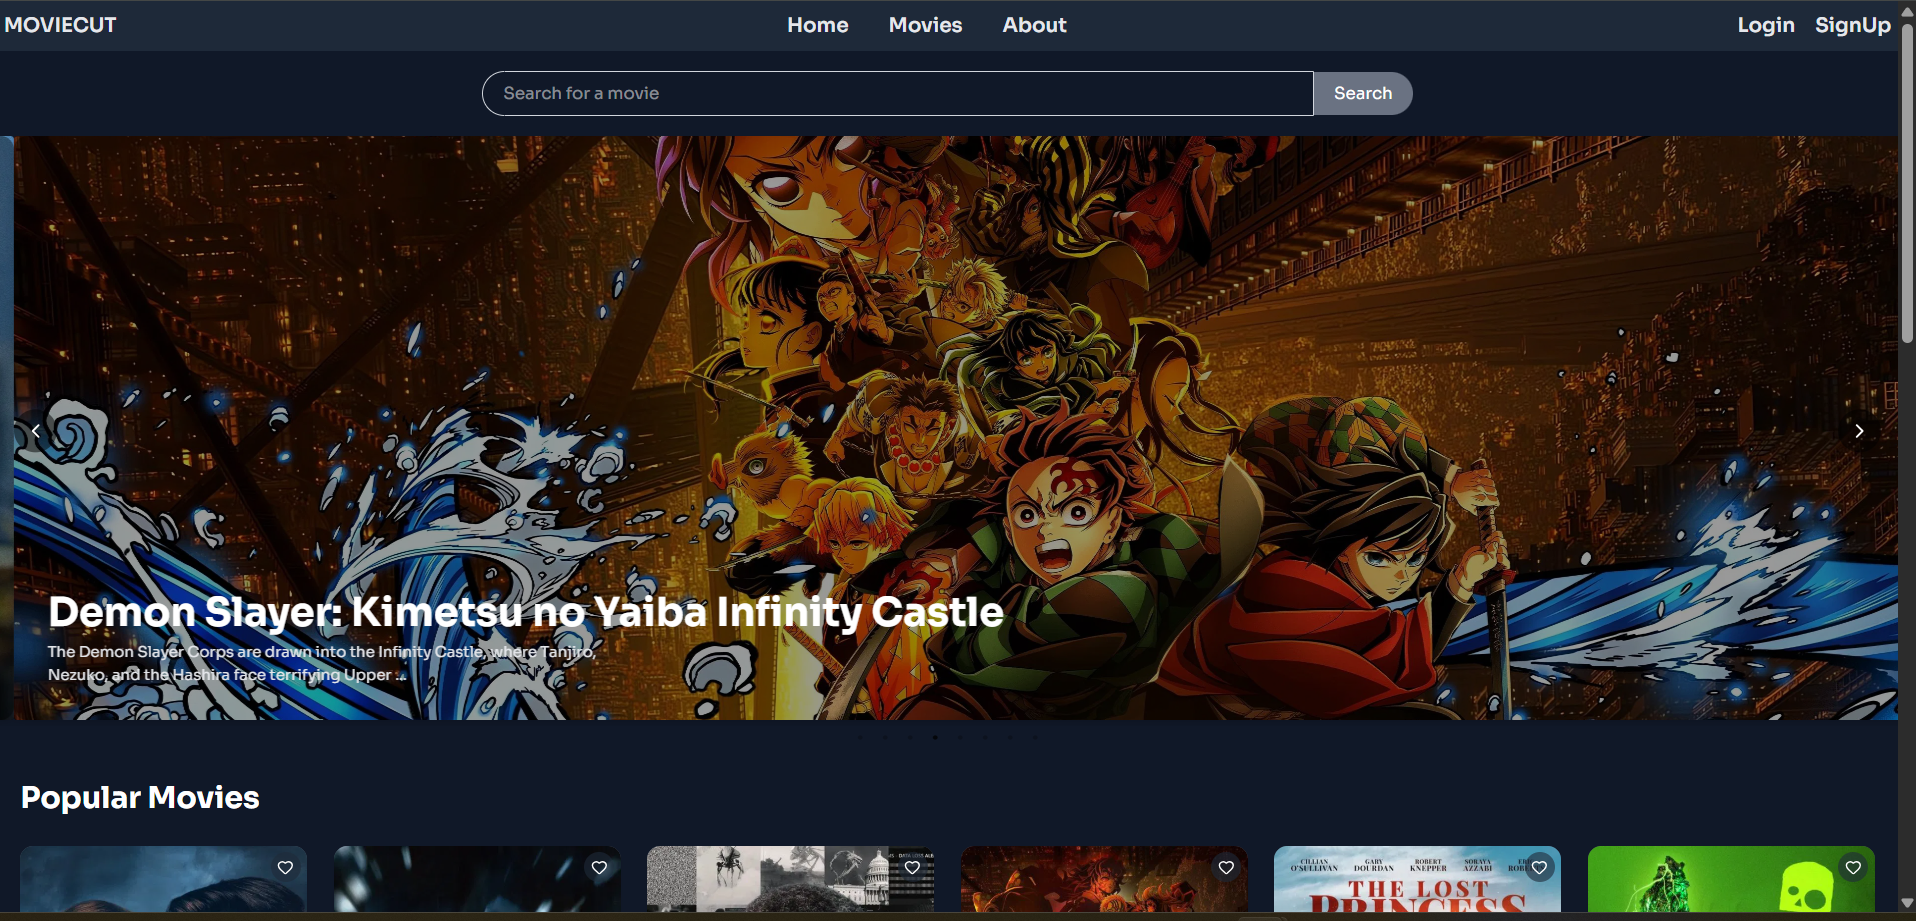 MOVIECUT
Home
Movies
About
Login
SignUp
Search for a movie
Search
Demon Slayer: Kimetsu no Yaiba Infinity Castle
The Demon Slayer Corps are drawn into the Infinity Castle, where Tanjiro,
Nezuko, and the Hashira face terrifying Upper ...
Popular Movies
CILLIAN
O'SULLIVAN
GARY
DOURDAN
ROBERT
KNEPPER
SORAYA
AZZABI
THE LOST
PRINCESS